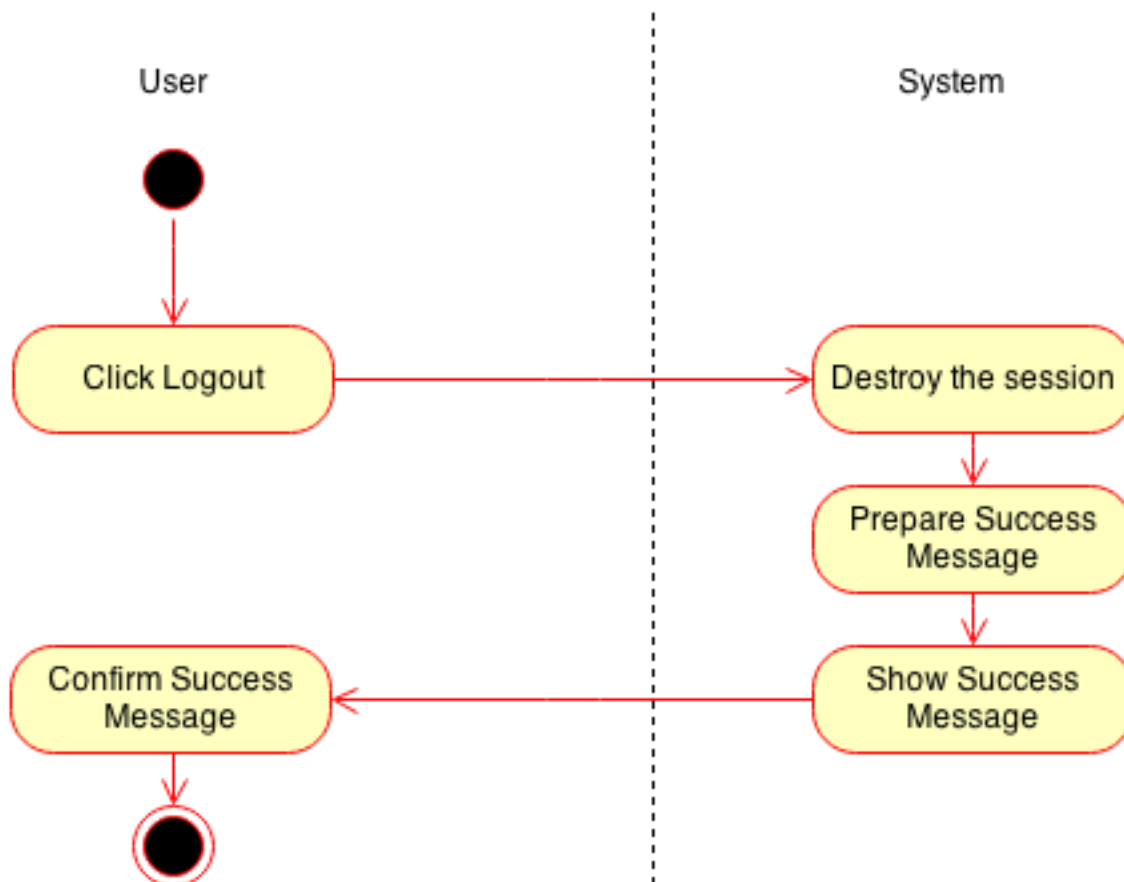 User
System
Click Logout
Destroy the session
Prepare Success
Message
Confirm Success
Message
Show Success
Message